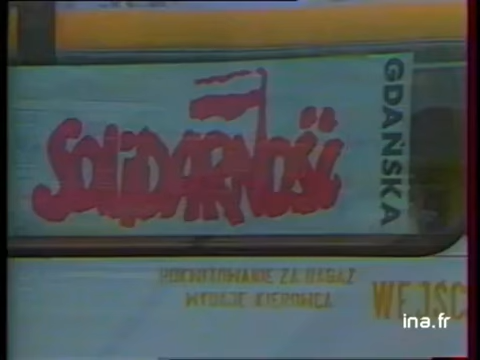 SOLIDARNOŚĆ
GDAŃSKA
POKWITOWANIE ZA BAGAŻ
WYDAJE KIEROWCA
WEJŚC
ina.fr